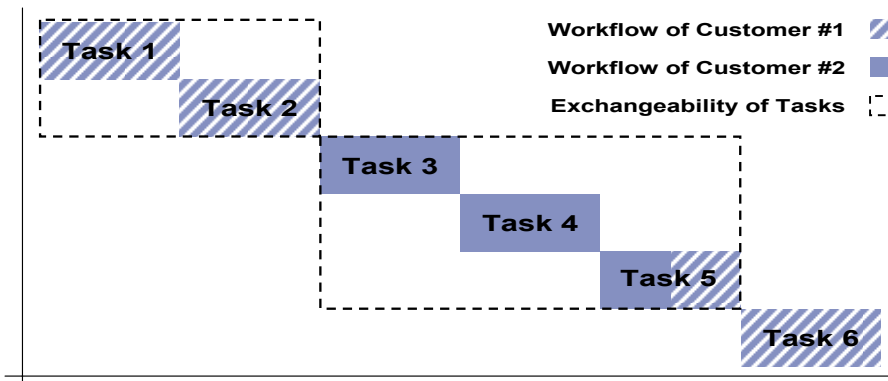 Task 1
Workflow of Customer #1
Workflow of Customer #2
Task 2
Exchangeability of Tasks
Task 3
Task 4
Task 5
Task 6